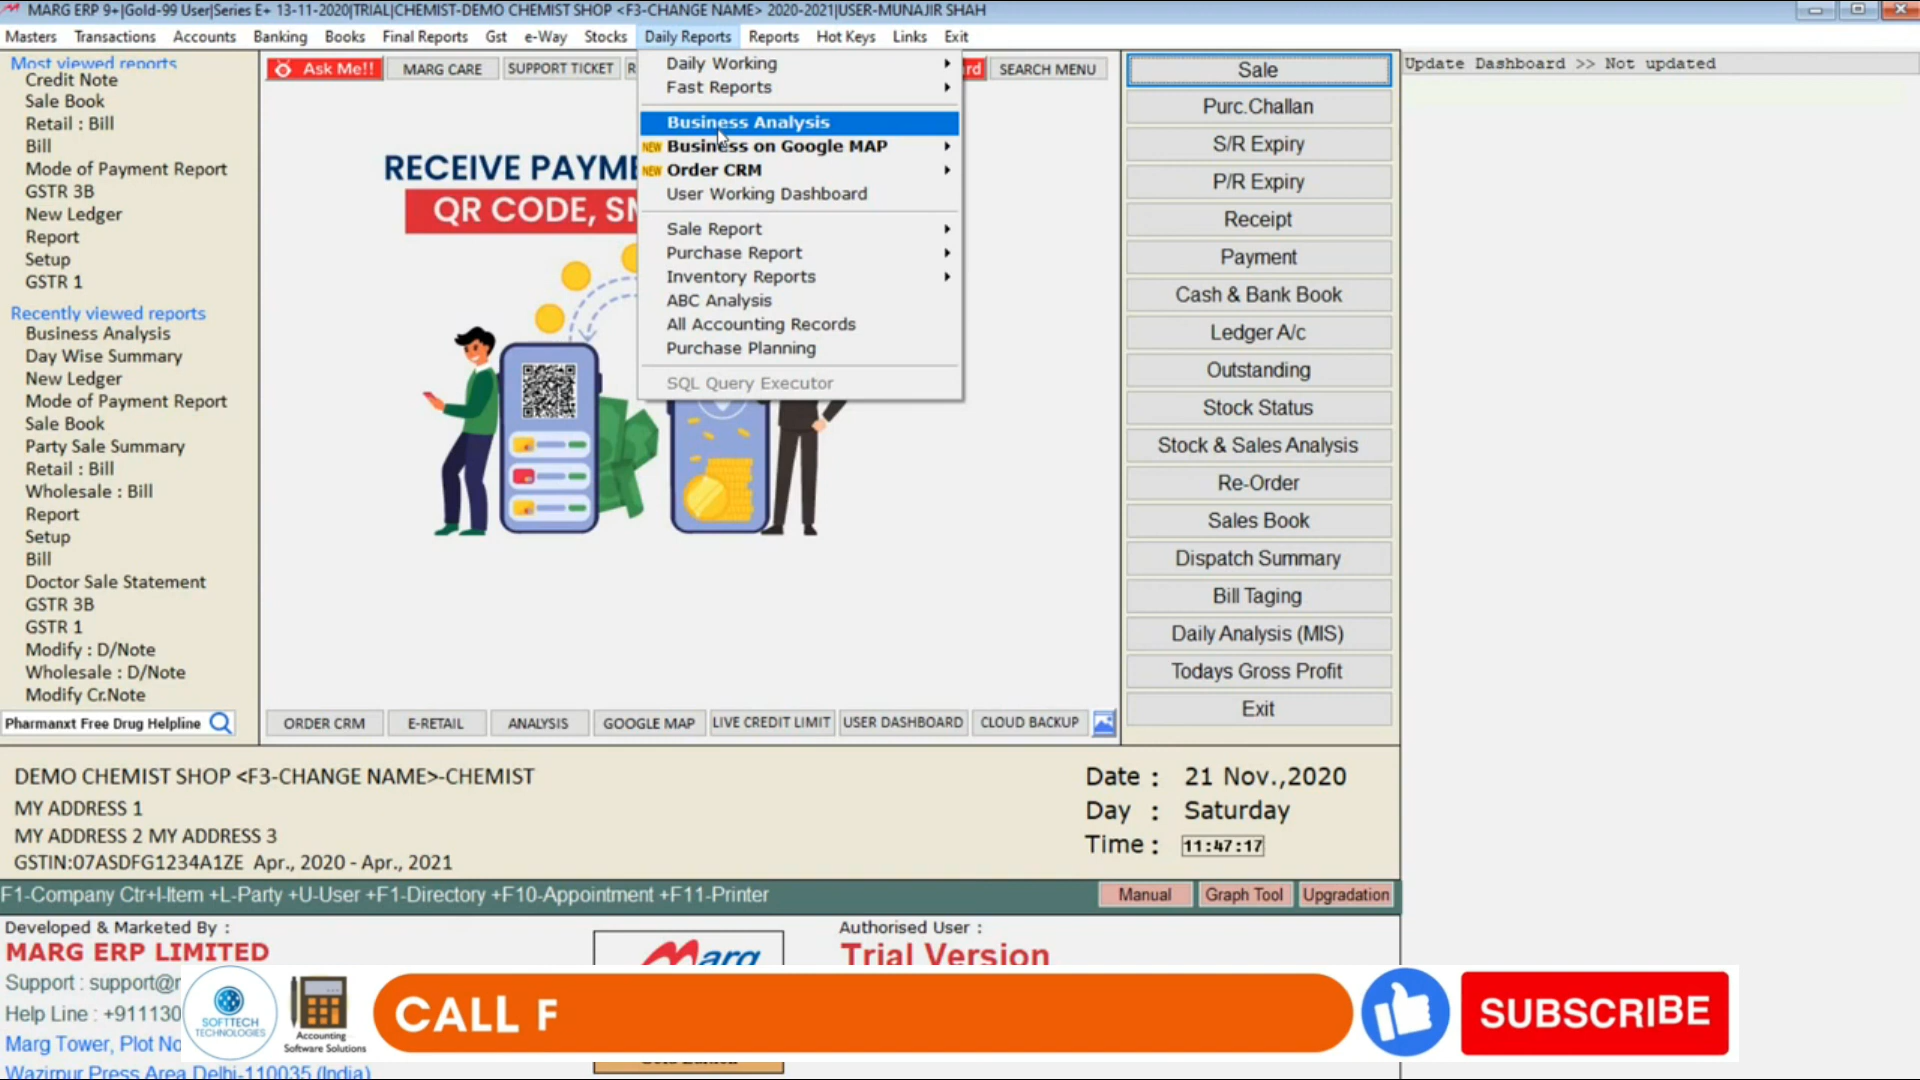 MARG ERP 9+|Gold-99 User|Series E+ 13-11-2020|TRIAL|CHEMIST-DEMO CHEMIST SHOP <F3-CHANGE NAME> 2020-2021|USER-MUNAJIR SHAH
Masters Transactions Accounts Banking Books Final Reports Gst e-Way Stocks Daily Reports Reports Hot Keys Links Exit
Most viewed reports
Credit Note
Sale Book
Retail : Bill
Bill
Mode of Payment Report
GSTR 3B
New Ledger
Report
Setup
GSTR 1
Recently viewed reports
Business Analysis
Day Wise Summary
New Ledger
Mode of Payment Report
Sale Book
Party Sale Summary
Retail : Bill
Wholesale : Bill
Report
Setup
Bill
Doctor Sale Statement
GSTR 3B
GSTR 1
Modify : D/Note
Wholesale : D/Note
Modify Cr.Note
Pharmanxt Free Drug Helpline
Ask Me!! MARG CARE SUPPORT TICKET R rd SEARCH MENU
RECEIVE PAYME
QR CODE, SM
Daily Working
Fast Reports
Business Analysis
NEW Business on Google MAP
NEW Order CRM
User Working Dashboard
Sale Report
Purchase Report
Inventory Reports
ABC Analysis
All Accounting Records
Purchase Planning
SQL Query Executor
ORDER CRM E-RETAIL ANALYSIS GOOGLE MAP LIVE CREDIT LIMIT USER DASHBOARD CLOUD BACKUP
Sale
Purc.Challan
S/R Expiry
P/R Expiry
Receipt
Payment
Cash & Bank Book
Ledger A/c
Outstanding
Stock Status
Stock & Sales Analysis
Re-Order
Sales Book
Dispatch Summary
Bill Taging
Daily Analysis (MIS)
Todays Gross Profit
Exit
Update Dashboard >> Not updated
DEMO CHEMIST SHOP <F3-CHANGE NAME>-CHEMIST
MY ADDRESS 1
MY ADDRESS 2 MY ADDRESS 3
GSTIN:07ASDFG1234A1ZE Apr., 2020 - Apr., 2021
Date : 21 Nov.,2020
Day : Saturday
Time : 11:47:17
F1-Company Ctr+I-Item +L-Party +U-User +F1-Directory +F10-Appointment +F11-Printer
Manual Graph Tool Upgradation
Developed & Marketed By :
MARG ERP LIMITED
Support : support@r
Help Line : +911130
Marg Tower, Plot No
Wazirpur Press Area Delhi-110035 (India)
Marg
Authorised User :
Trial Version
SOFTTECH
TECHNOLOGIES
Accounting
Software Solutions
CALL F
SUBSCRIBE